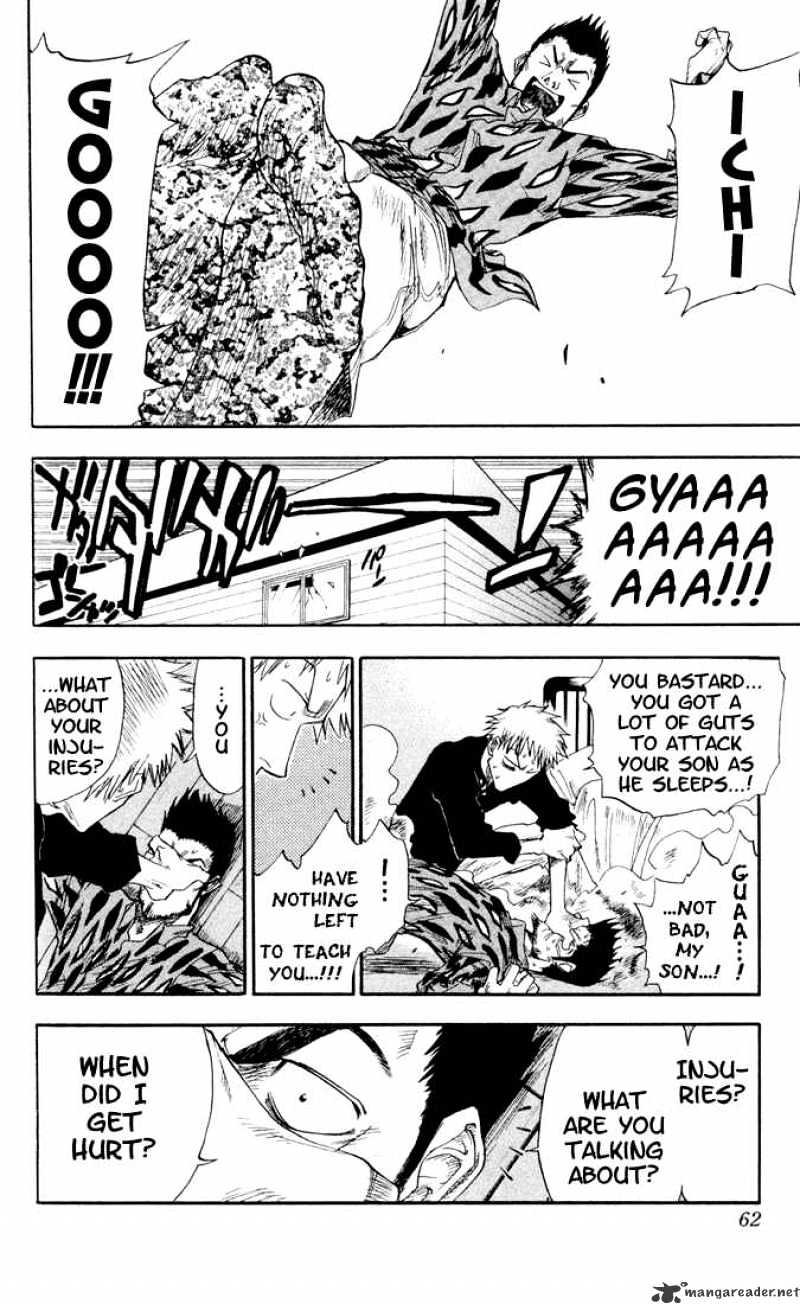 ICHI
GOOOO!!!
GYAAA
AAAAAA
AAA!!!
YOU BASTARD...
YOU GOT A
LOT OF GUTS
TO ATTACK
YOUR SON AS
HE SLEEPS...!
GUAA...!
...NOT
BAD,
MY
SON...!
I...
HAVE
NOTHING
LEFT
TO TEACH
YOU...!!!
...YOU
...WHAT
ABOUT
YOUR
INJU-
RIES?
INJU-
RIES?
WHAT
ARE YOU
TALKING
ABOUT?
WHEN
DID I
GET
HURT?
62
mangareader.net